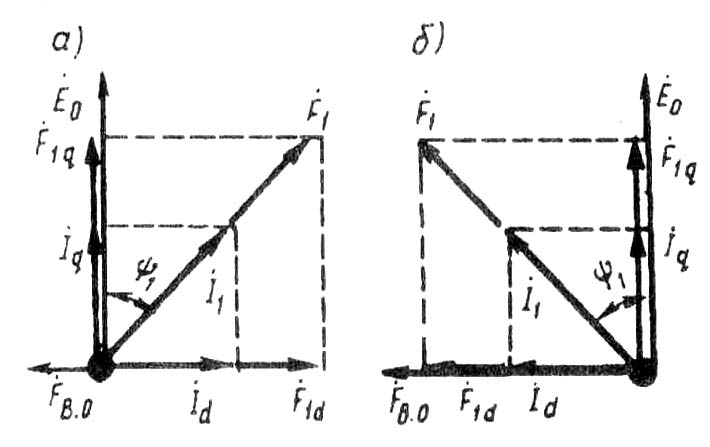 а) б)
Ė₀ Ḟ₁ Ḟ₁ Ė₀
Ḟ₁q Ḟ₁q
İq ψ₁ İ₁ İ₁ ψ₁ İq
Ḟв.0 İd Ḟ₁d Ḟв.0 Ḟ₁d İd